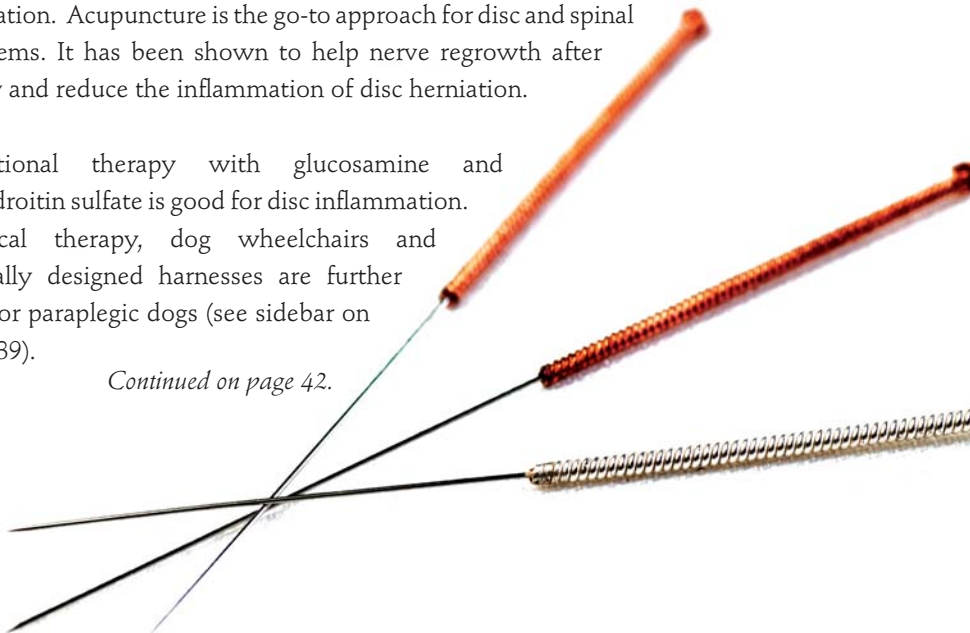 ation. Acupuncture is the go-to approach for disc and spinal
ems. It has been shown to help nerve regrowth after
y and reduce the inflammation of disc herniation.
tional therapy with glucosamine and
droitin sulfate is good for disc inflammation.
cal therapy, dog wheelchairs and
ally designed harnesses are further
or paraplegic dogs (see sidebar on
39).
Continued on page 42.